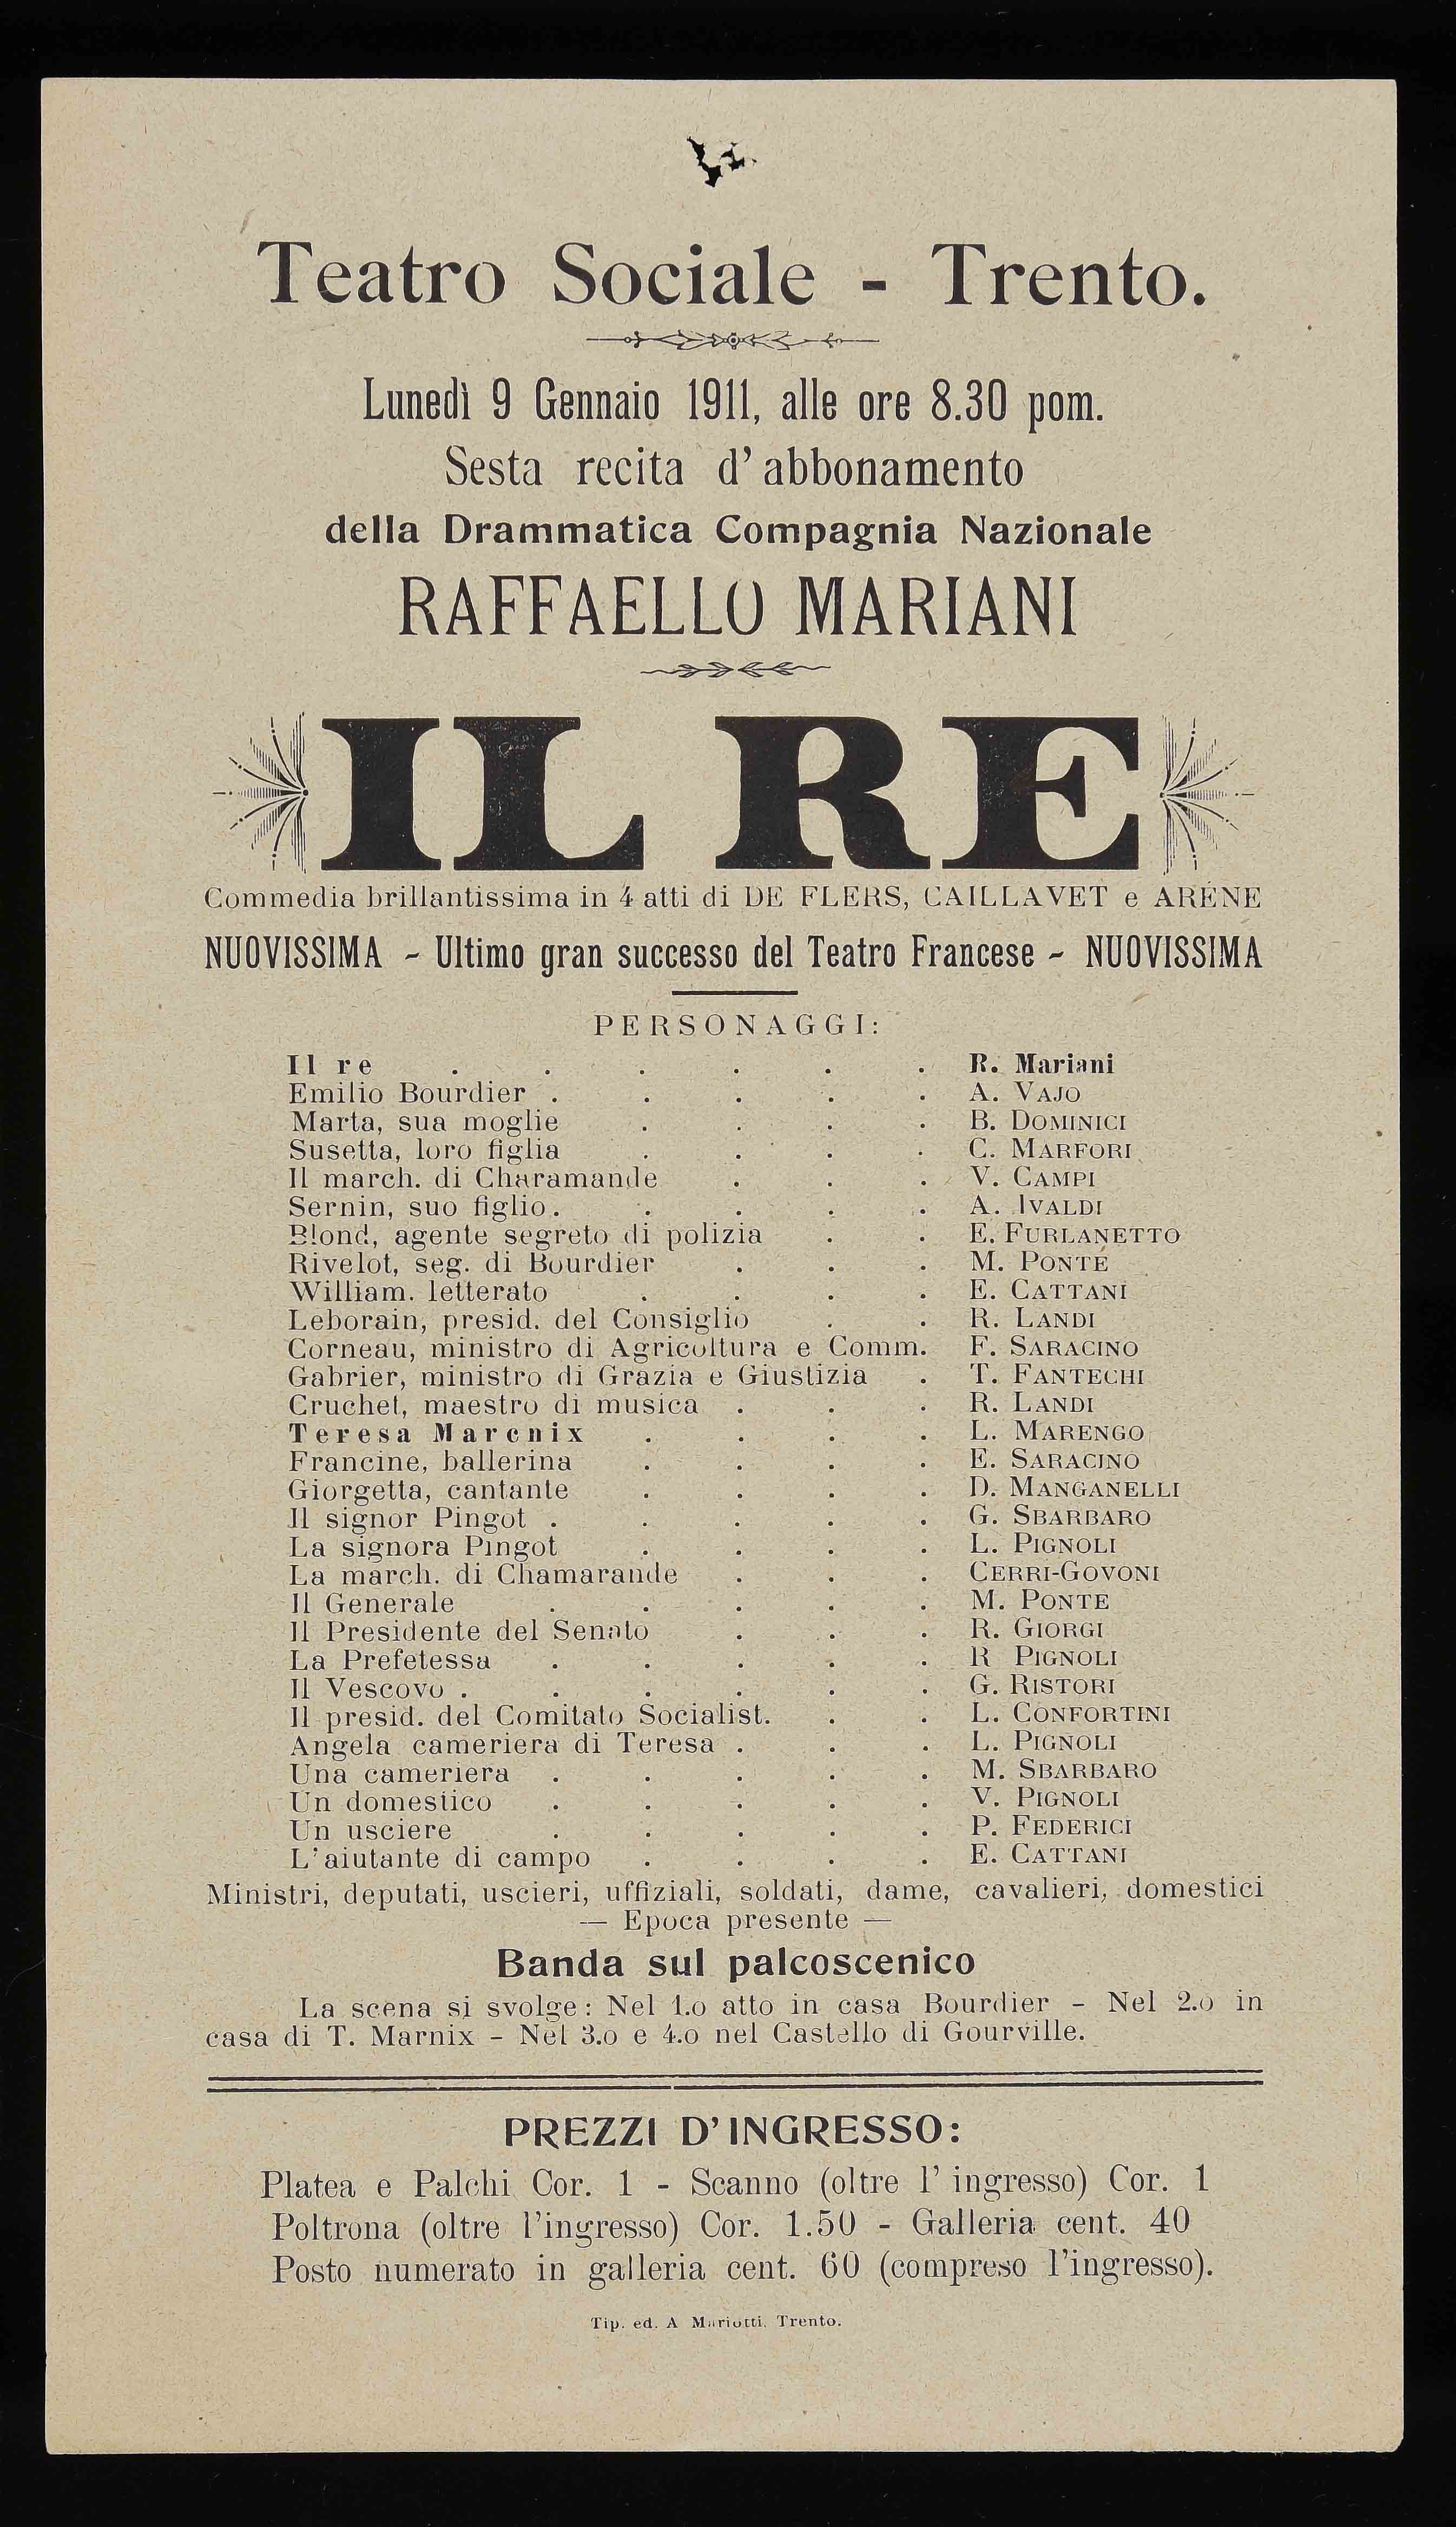 Teatro Sociale - Trento.
Lunedì 9 Gennaio 1911, alle ore 8.30 pom.
Sesta recita d'abbonamento
della Drammatica Compagnia Nazionale
RAFFAELLO MARIANI
IL RE
Commedia brillantissima in 4 atti di DE FLERS, CAILLAVET e ARÉNE
NUOVISSIMA - Ultimo gran successo del Teatro Francese - NUOVISSIMA
PERSONAGGI:
Il re . . . . . . R. Mariani
Emilio Bourdier . . . . . A. VAJO
Marta, sua moglie . . . . B. DOMINICI
Susetta, loro figlia . . . . C. MARFORI
Il march. di Charamande . . . V. CAMPI
Sernin, suo figlio . . . . . A. IVALDI
Blond, agente segreto di polizia . . E. FURLANETTO
Rivelot, seg. di Bourdier . . . M. PONTE
William. letterato . . . . E. CATTANI
Leborain, presid. del Consiglio . . R. LANDI
Corneau, ministro di Agricoltura e Comm. F. SARACINO
Gabrier, ministro di Grazia e Giustizia . T. FANTECHI
Cruchet, maestro di musica . . . R. LANDI
Teresa Marcnix . . . . L. MARENGO
Francine, ballerina . . . . E. SARACINO
Giorgetta, cantante . . . . D. MANGANELLI
Il signor Pingot . . . . . G. SBARBARO
La signora Pingot . . . . L. PIGNOLI
La march. di Chamarande . . . CERRI-GOVONI
Il Generale . . . . . M. PONTE
Il Presidente del Senato . . . R. GIORGI
La Prefetessa . . . . . R PIGNOLI
Il Vescovo . . . . . . G. RISTORI
Il presid. del Comitato Socialist. . . L. CONFORTINI
Angela cameriera di Teresa . . . L. PIGNOLI
Una cameriera . . . . . M. SBARBARO
Un domestico . . . . . V. PIGNOLI
Un usciere . . . . . P. FEDERICI
L'aiutante di campo . . . . E. CATTANI
Ministri, deputati, uscieri, uffiziali, soldati, dame, cavalieri, domestici
— Epoca presente —
Banda sul palcoscenico
La scena si svolge: Nel 1.o atto in casa Bourdier - Nel 2.o in
casa di T. Marnix - Nel 3.o e 4.o nel Castello di Gourville.
PREZZI D'INGRESSO:
Platea e Palchi Cor. 1 - Scanno (oltre l'ingresso) Cor. 1
Poltrona (oltre l'ingresso) Cor. 1.50 - Galleria cent. 40
Posto numerato in galleria cent. 60 (compreso l'ingresso).
Tip. ed. A Mariotti, Trento.